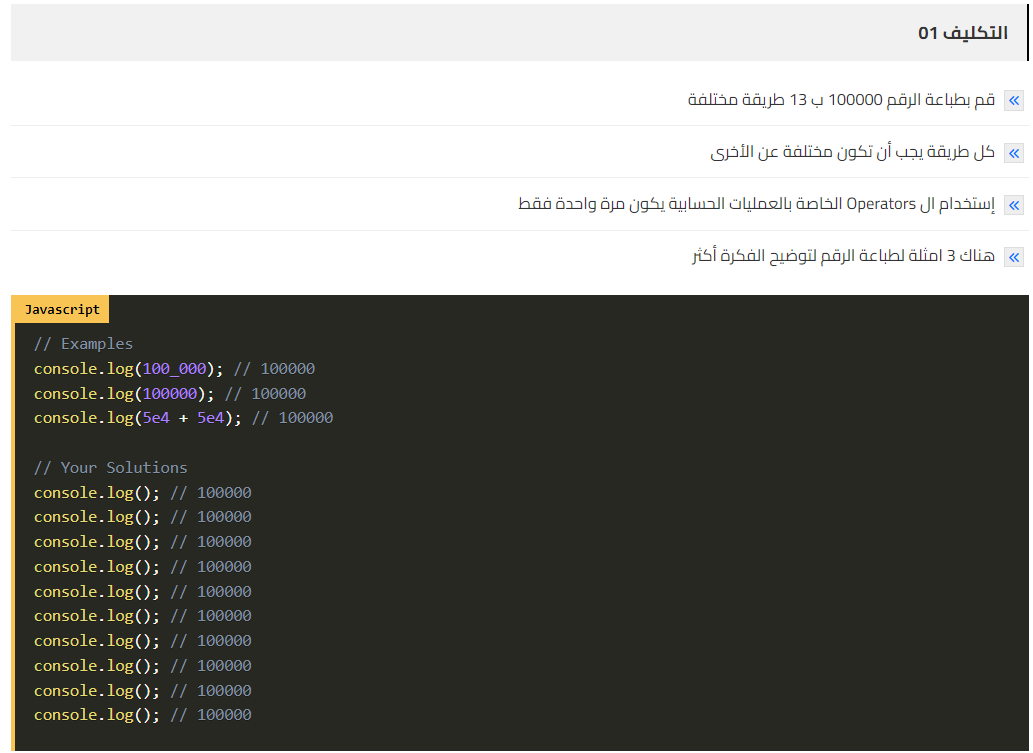 التكليف 01
قم بطباعة الرقم 100000 ب 13 طريقة مختلفة
كل طريقة يجب أن تكون مختلفة عن الأخرى
إستخدام ال Operators الخاصة بالعمليات الحسابية يكون مرة واحدة فقط
هناك 3 امثلة لطباعة الرقم لتوضيح الفكرة أكثر
Javascript
// Examples
console.log(100_000); // 100000
console.log(100000); // 100000
console.log(5e4 + 5e4); // 100000
// Your Solutions
console.log(); // 100000
console.log(); // 100000
console.log(); // 100000
console.log(); // 100000
console.log(); // 100000
console.log(); // 100000
console.log(); // 100000
console.log(); // 100000
console.log(); // 100000
console.log(); // 100000